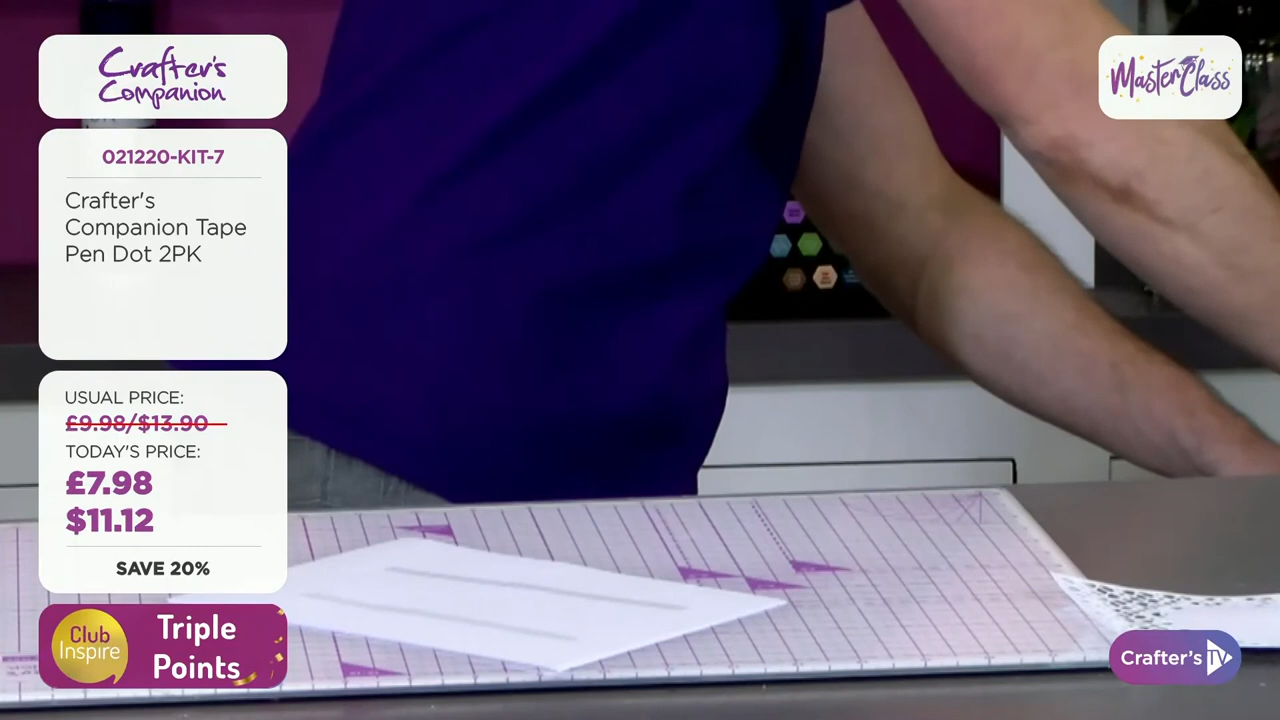 Crafter's
Companion
MasterClass
021220-KIT-7
Crafter's
Companion Tape
Pen Dot 2PK
USUAL PRICE:
£9.98/$13.90
TODAY'S PRICE:
£7.98
$11.12
SAVE 20%
Club
Inspire
Triple
Points
Crafter's TV